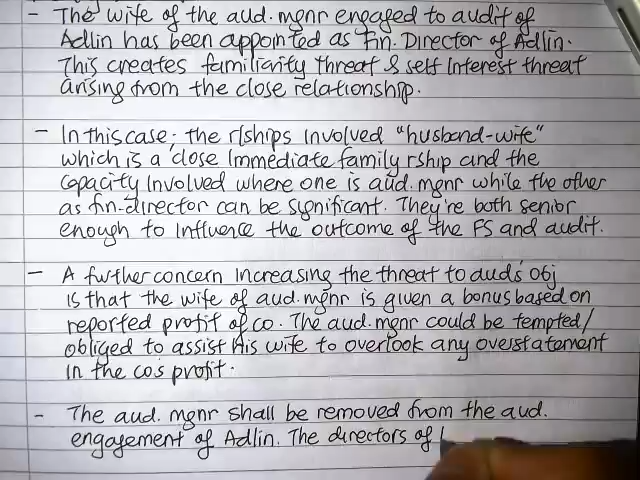 - The wife of the aud. mgnr engaged to audit of
Adlin has been appointed as Fin. Director of Adlin.
This creates familiarity threat & self interest threat
arising from the close relationship.
- In this case, the r/ships involved "husband-wife"
which is a close immediate family rship and the
capacity involved where one is aud. mgnr while the other
as fin. director can be significant. They're both senior
enough to influence the outcome of the FS and audit.
- A further concern increasing the threat to auds' obj
is that the wife of aud. mgnr is given a bonus based on
reported profit of co. The aud. mgnr could be tempted/
obliged to assist his wife to overlook any overstatement
in the co's profit.
- The aud. mgnr shall be removed from the aud.
engagement of Adlin. The directors of